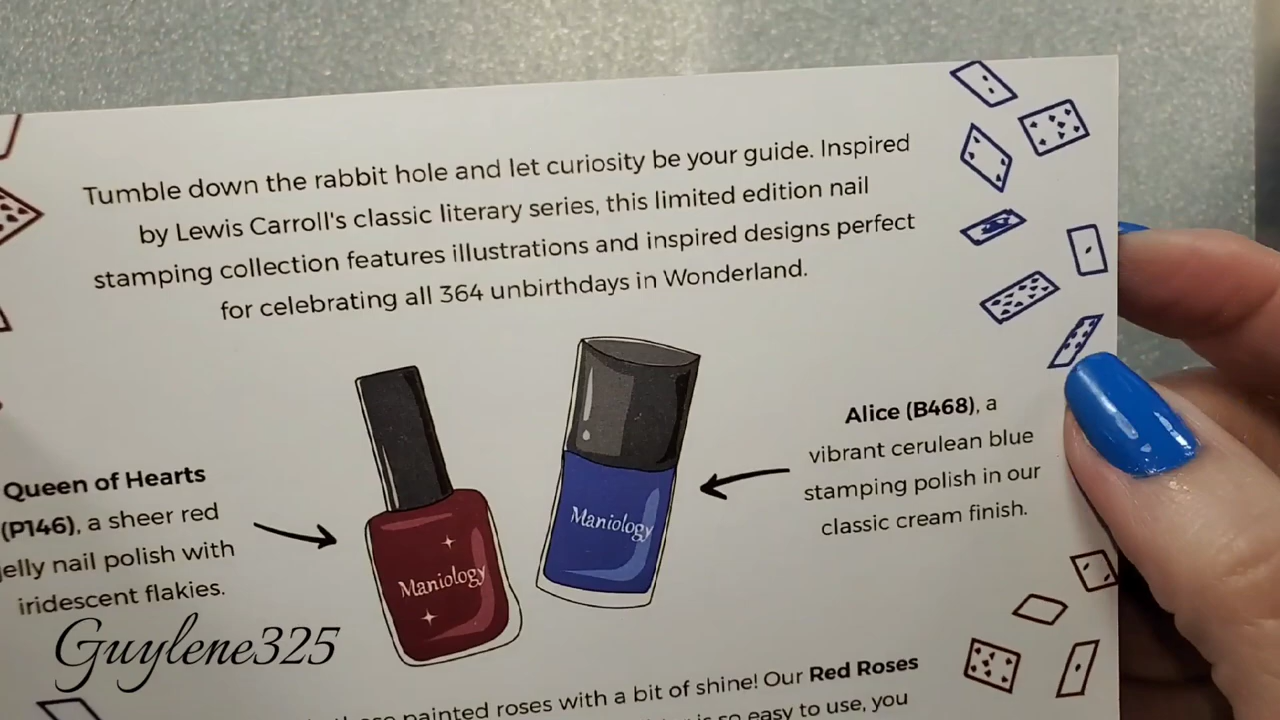 Tumble down the rabbit hole and let curiosity be your guide. Inspired
by Lewis Carroll's classic literary series, this limited edition nail
stamping collection features illustrations and inspired designs perfect
for celebrating all 364 unbirthdays in Wonderland.
Queen of Hearts
(P146), a sheer red
jelly nail polish with
iridescent flakies.
Maniology
Maniology
Alice (B468), a
vibrant cerulean blue
stamping polish in our
classic cream finish.
Guylene325
painted roses with a bit of shine! Our Red Roses
is so easy to use, you